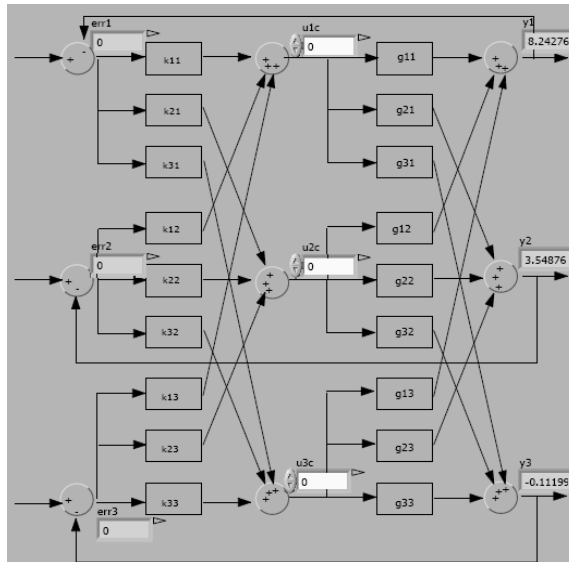 err1
0
u1c
0
y1
8.24276
k11
g11
k21
g21
k31
g31
k12
g12
err2
0
u2c
0
y2
3.54876
k22
g22
k32
g32
k13
g13
k23
g23
u3c
0
y3
-0.11199
k33
g33
err3
0